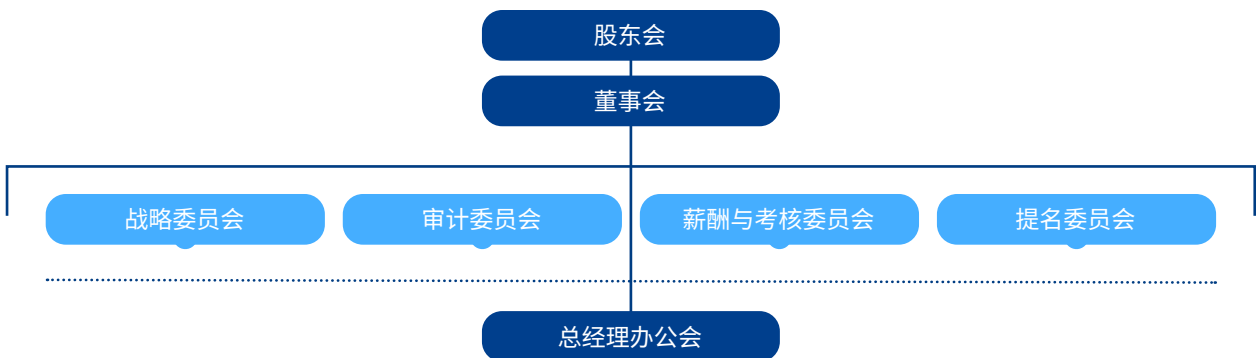 股东会
董事会
战略委员会
审计委员会
薪酬与考核委员会
提名委员会
总经理办公会